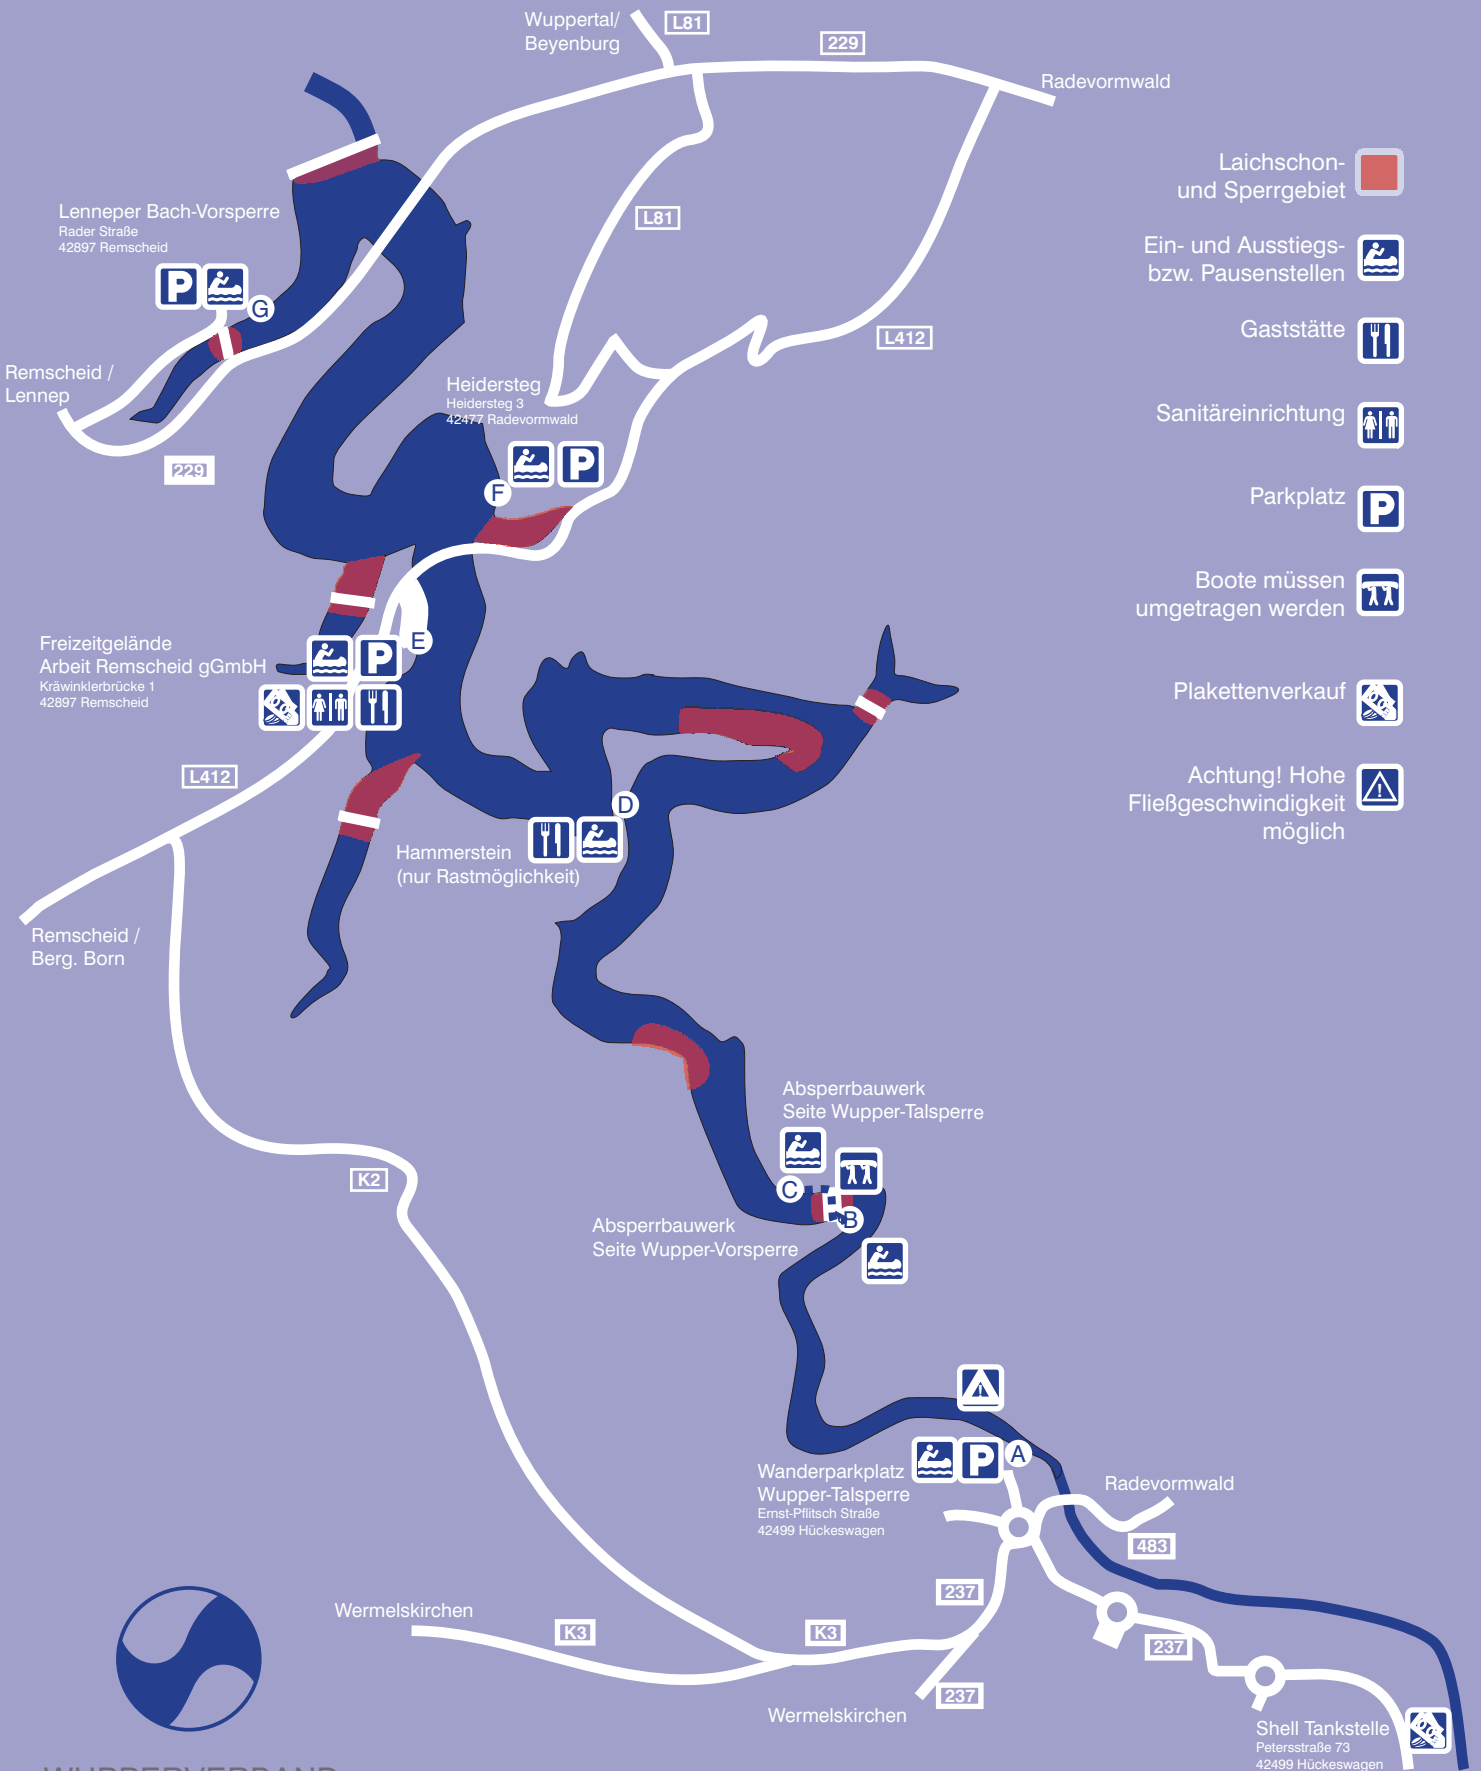 Wuppertal/
Beyenburg
L81
229
Radevormwald
Laichschon-
und Sperrgebiet
Lenneper Bach-Vorsperre
Rader Straße
42897 Remscheid
L81
Ein- und Ausstiegs-
bzw. Pausenstellen
P
G
Gaststätte
L412
Remscheid /
Lennep
Heidersteg
Heidersteg 3
42477 Radevormwald
Sanitäreinrichtung
229
P
F
Parkplatz
P
Boote müssen
umgetragen werden
Freizeitgelände
Arbeit Remscheid gGmbH
Kräwinklerbrücke 1
42897 Remscheid
P
E
Plakettenverkauf
L412
Achtung! Hohe
Fließgeschwindigkeit
möglich
D
Hammerstein
(nur Rastmöglichkeit)
Remscheid /
Berg. Born
Absperrbauwerk
Seite Wupper-Talsperre
K2
C
B
Absperrbauwerk
Seite Wupper-Vorsperre
P
A
Wanderparkplatz
Wupper-Talsperre
Ernst-Pflitsch Straße
42499 Hückeswagen
Radevormwald
483
237
Wermelskirchen
K3
K3
237
237
Wermelskirchen
Shell Tankstelle
Petersstraße 73
42499 Hückeswagen
WUPPERVERBAND